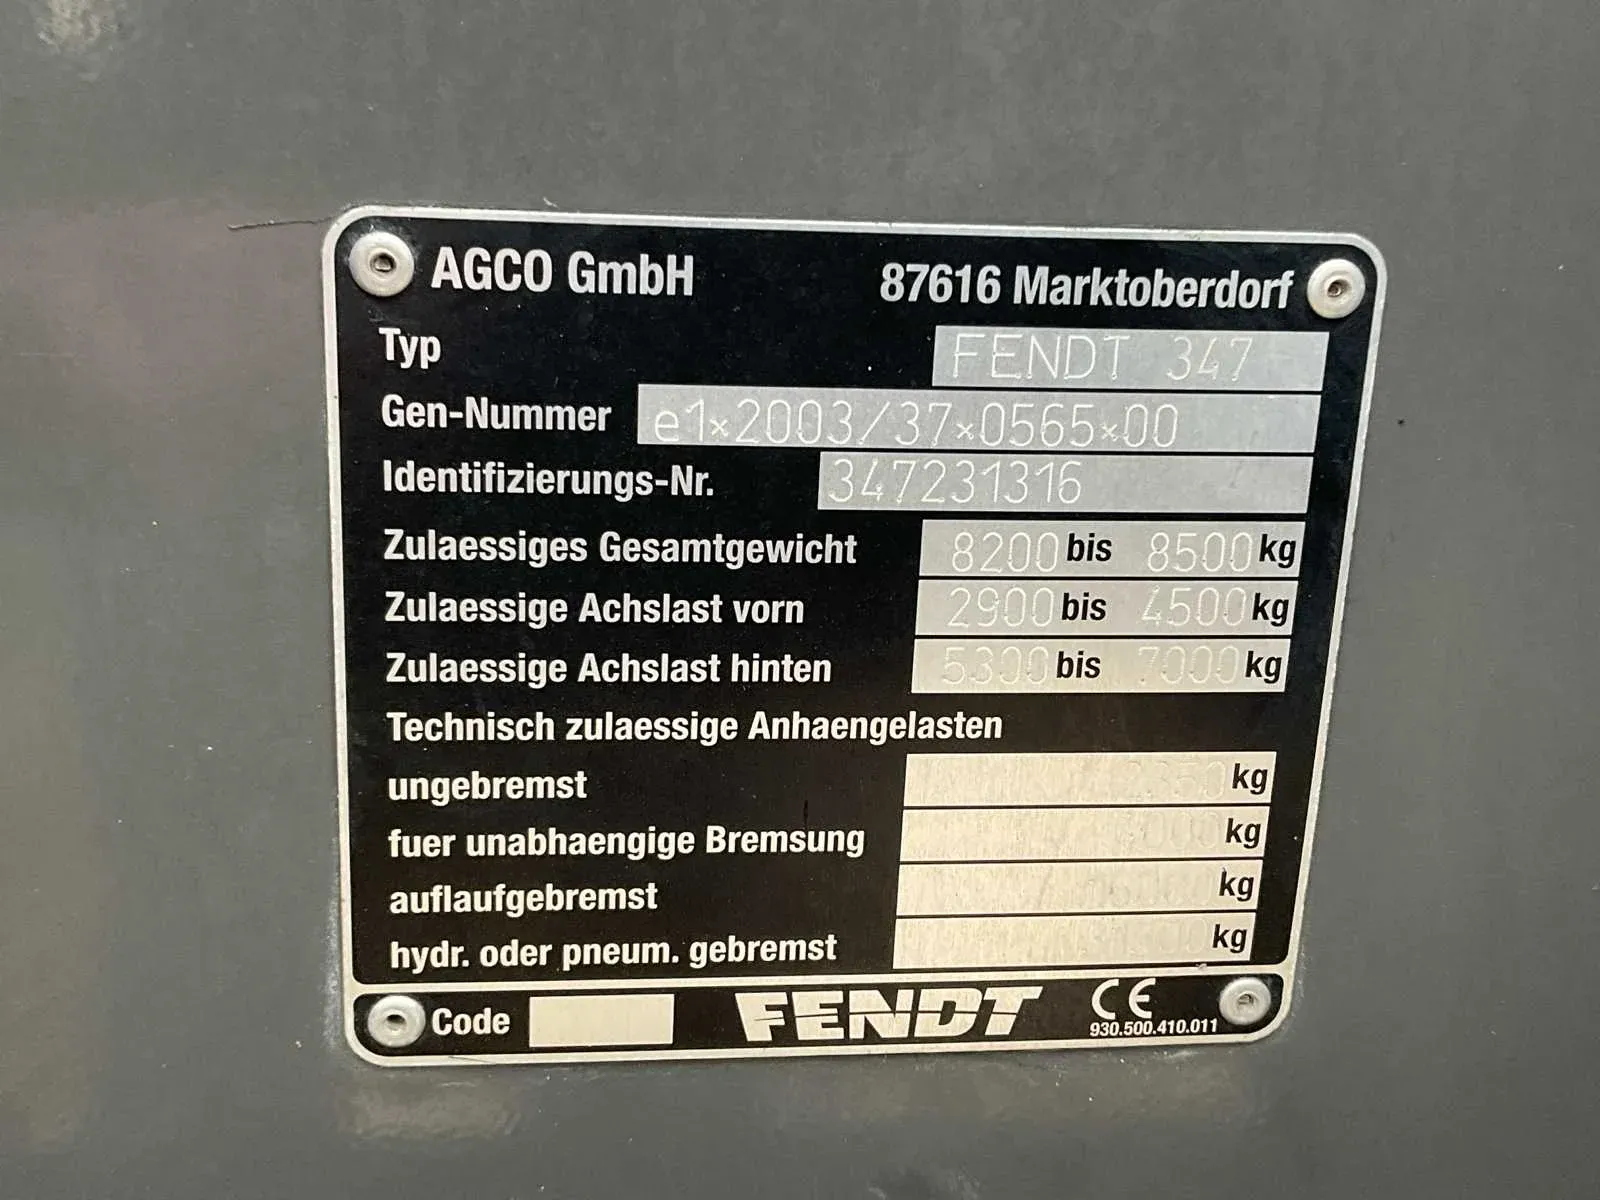 AGCO GmbH 87616 Marktoberdorf
Typ FENDT 347
Gen-Nummer e1×2003/37×0565×00
Identifizierungs-Nr. 347231316
Zulaessiges Gesamtgewicht 8200 bis 8500 kg
Zulaessige Achslast vorn 2900 bis 4500 kg
Zulaessige Achslast hinten 5300 bis 7000 kg
Technisch zulaessige Anhaengelasten
ungebremst kg
fuer unabhaengige Bremsung kg
auflaufgebremst kg
hydr. oder pneum. gebremst kg
Code FENDT CE
930.500.410.011